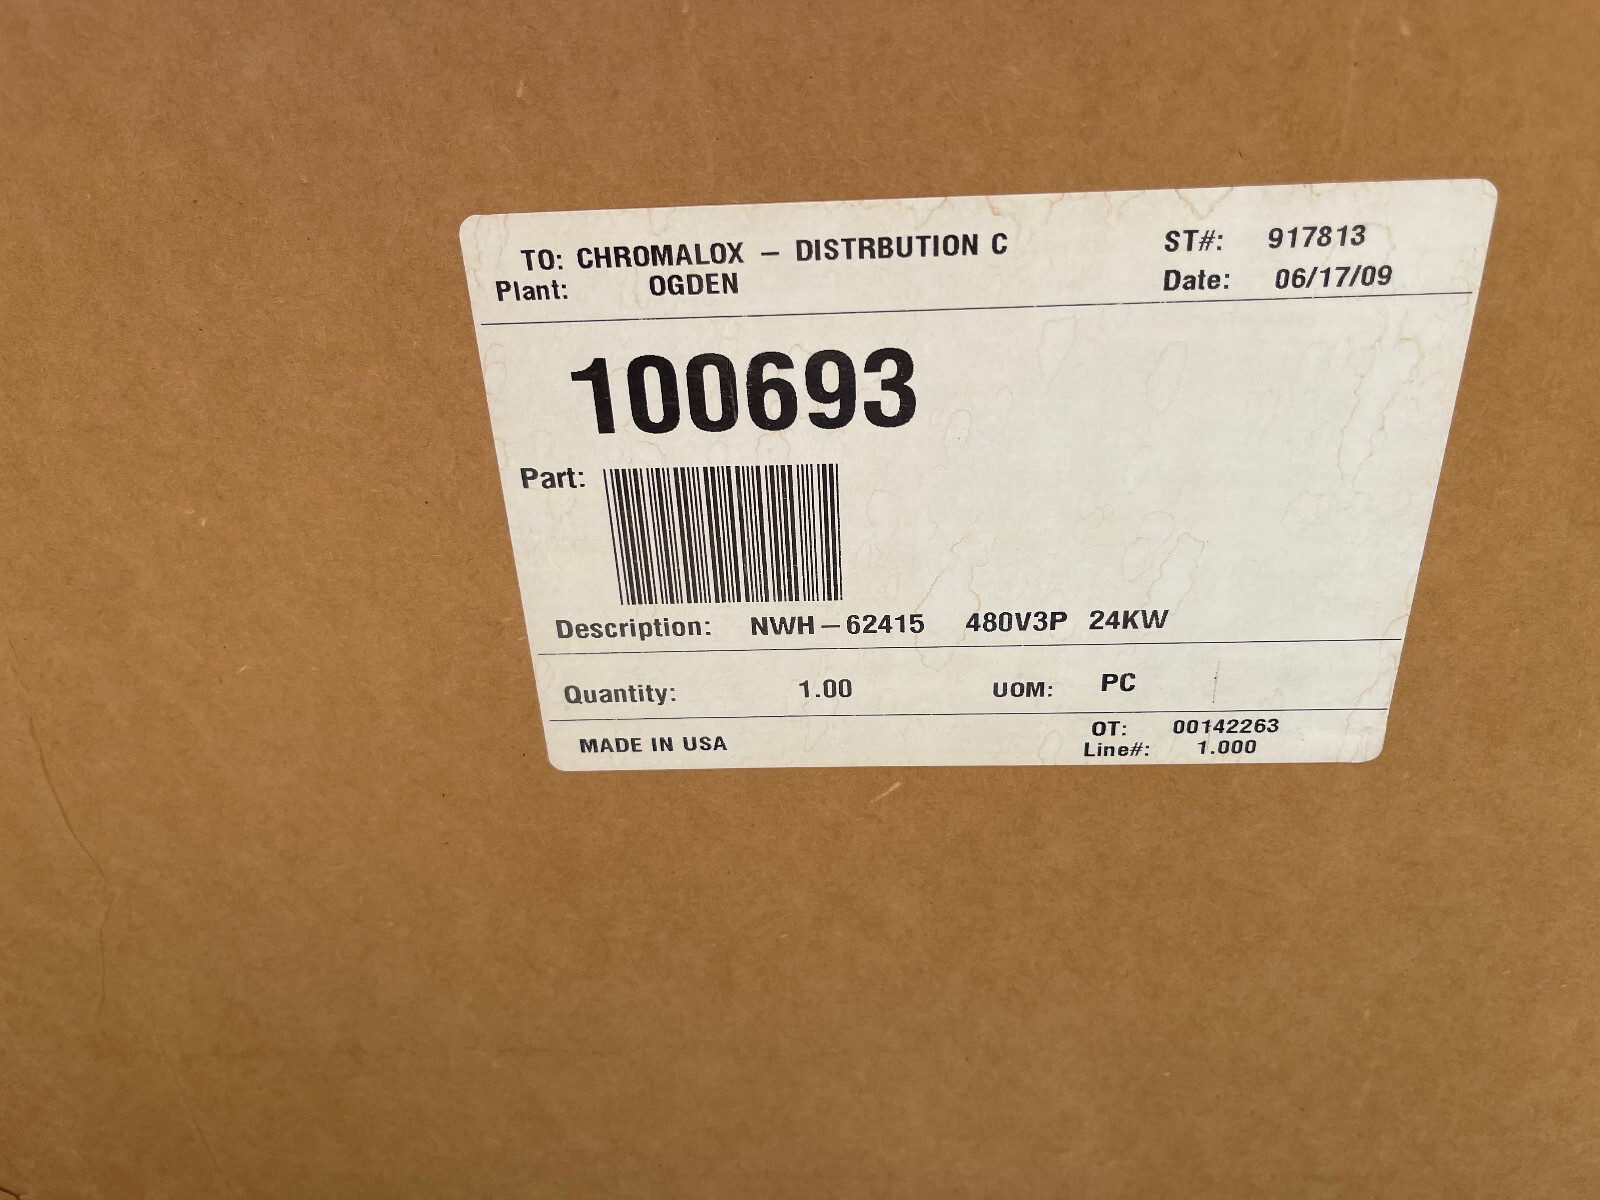 TO: CHROMALOX – DISTRBUTION C ST#: 917813
Plant: OGDEN Date: 06/17/09
100693
Part:
Description: NWH–62415 480V3P 24KW
Quantity: 1.00 UOM: PC
MADE IN USA OT: 00142263
Line#: 1.000